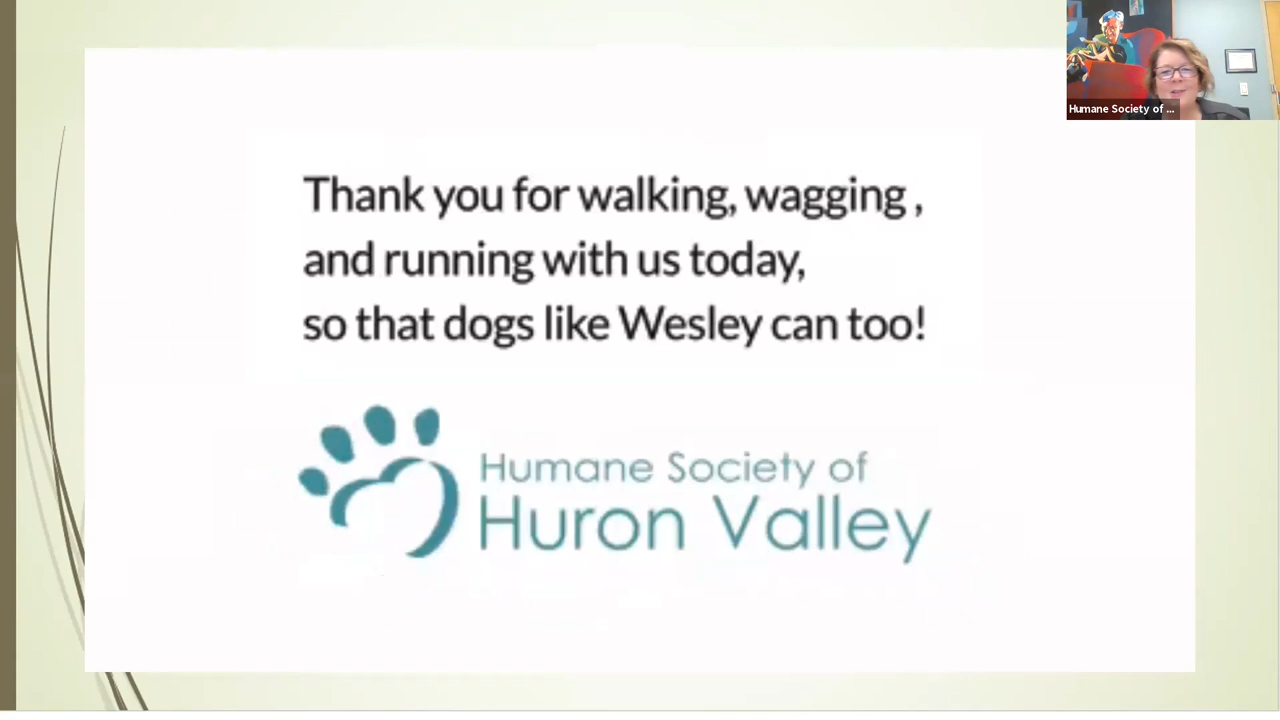 Humane Society of ...
Thank you for walking, wagging ,
and running with us today,
so that dogs like Wesley can too!
Humane Society of
Huron Valley